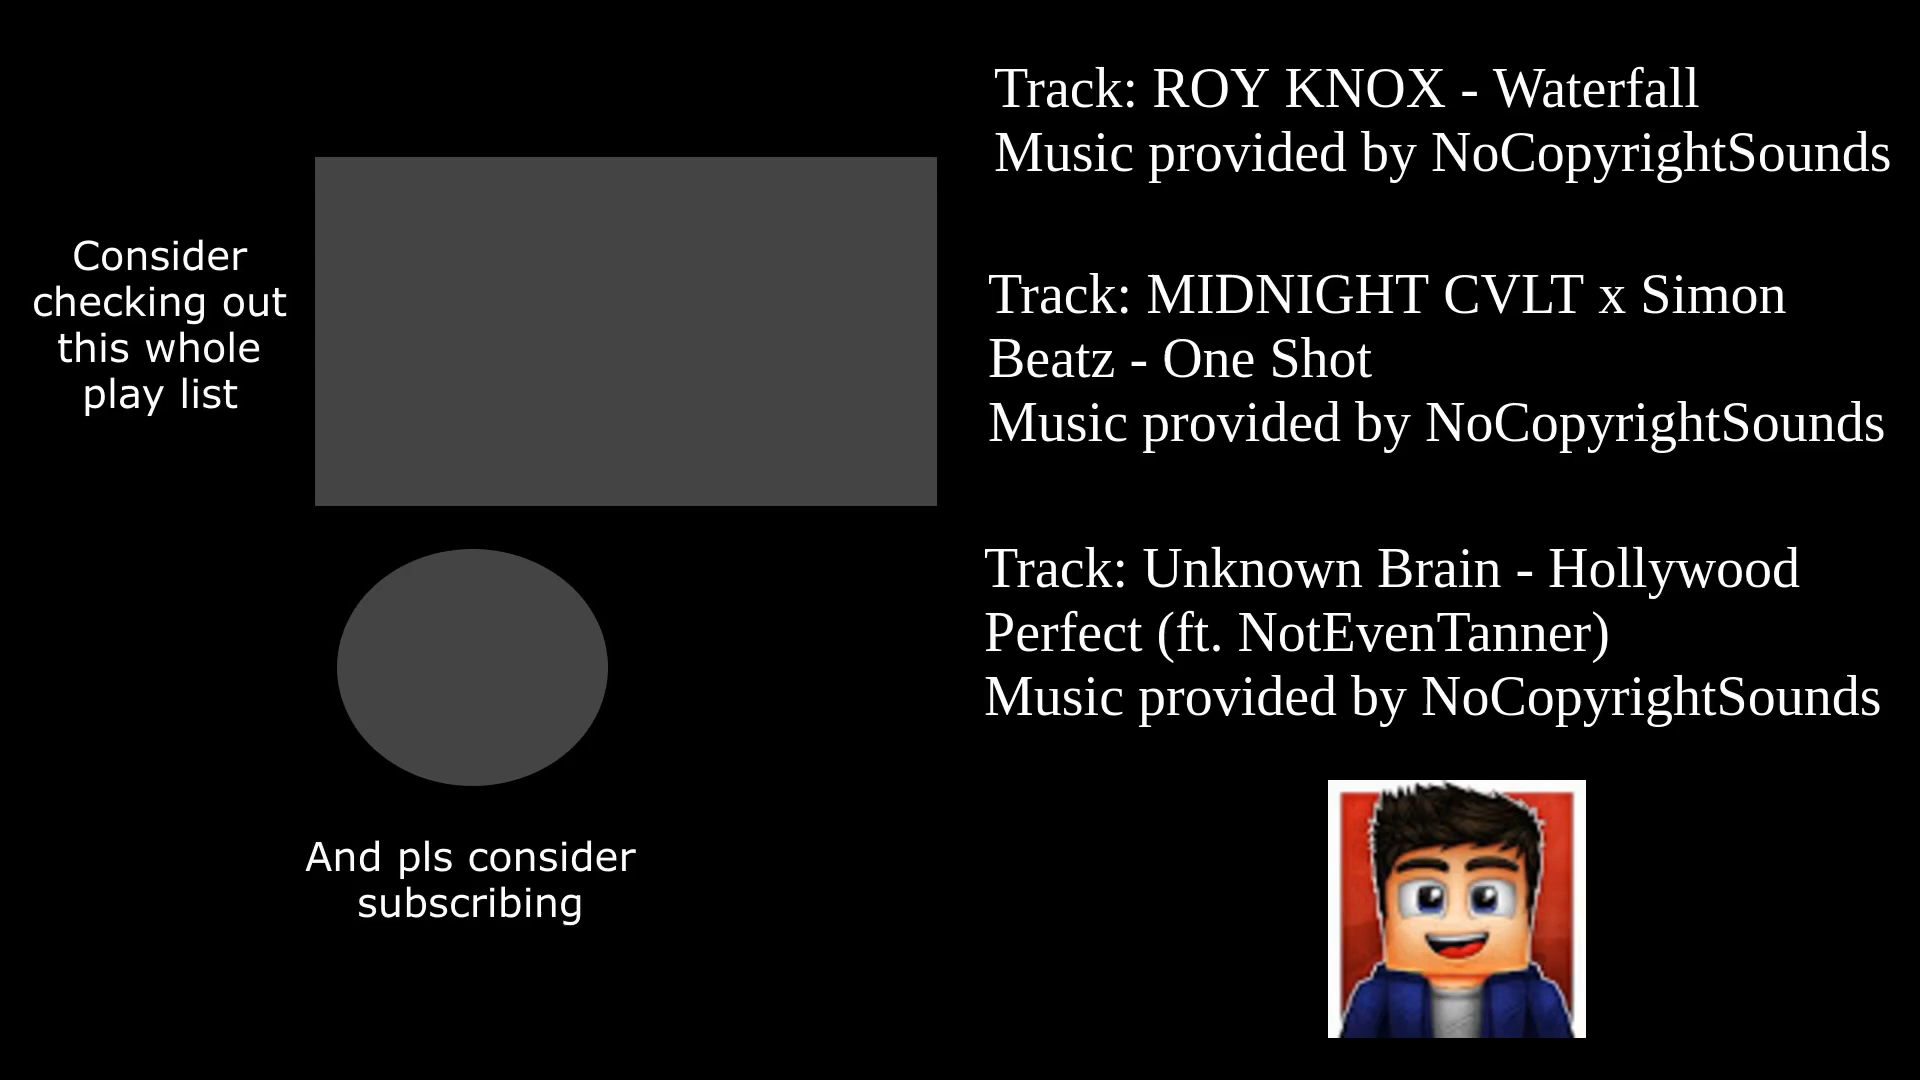 Consider
checking out
this whole
play list
And pls consider
subscribing
Track: ROY KNOX - Waterfall
Music provided by NoCopyrightSounds
Track: MIDNIGHT CVLT x Simon
Beatz - One Shot
Music provided by NoCopyrightSounds
Track: Unknown Brain - Hollywood
Perfect (ft. NotEvenTanner)
Music provided by NoCopyrightSounds